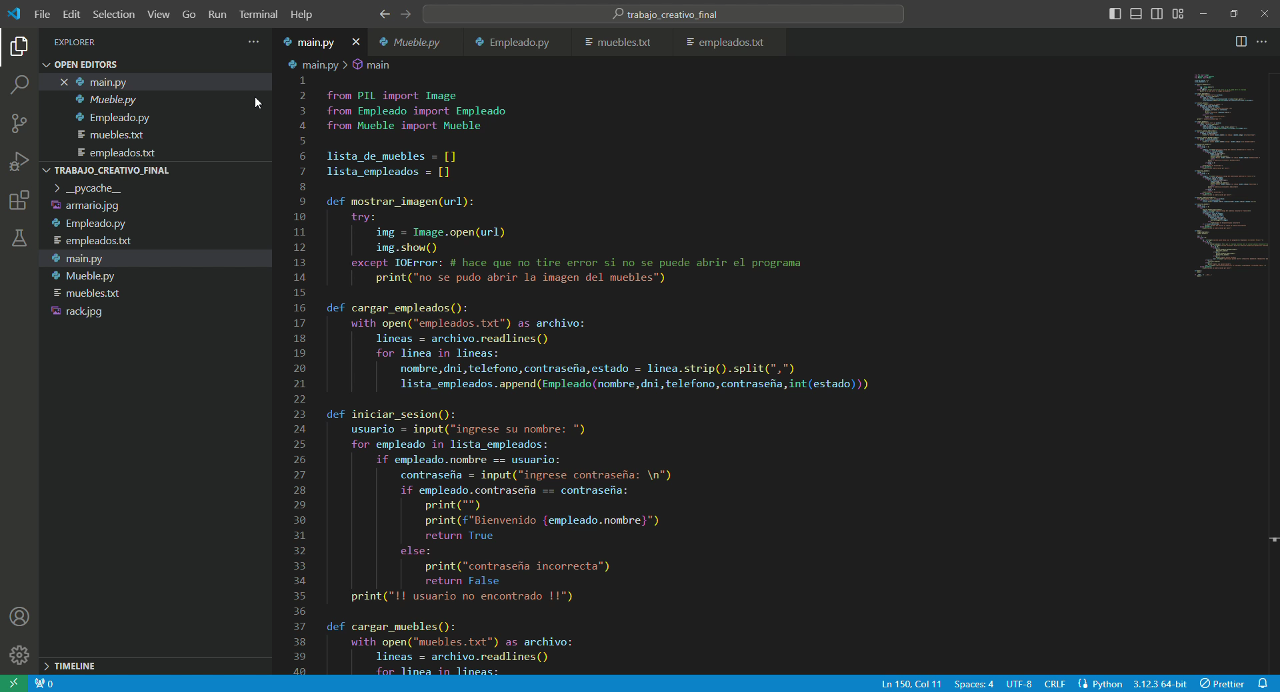 File Edit Selection View Go Run Terminal Help
trabajo_creativo_final
EXPLORER
OPEN EDITORS
main.py
Mueble.py
Empleado.py
muebles.txt
empleados.txt
TRABAJO_CREATIVO_FINAL
__pycache__
armario.jpg
Empleado.py
empleados.txt
main.py
Mueble.py
muebles.txt
rack.jpg
TIMELINE
main.py Mueble.py Empleado.py muebles.txt empleados.txt
main.py > main
1
2 from PIL import Image
3 from Empleado import Empleado
4 from Mueble import Mueble
5
6 lista_de_muebles = []
7 lista_empleados = []
8
9 def mostrar_imagen(url):
10 try:
11 img = Image.open(url)
12 img.show()
13 except IOError: # hace que no tire error si no se puede abrir el programa
14 print("no se pudo abrir la imagen del muebles")
15
16 def cargar_empleados():
17 with open("empleados.txt") as archivo:
18 lineas = archivo.readlines()
19 for linea in lineas:
20 nombre,dni,telefono,contraseña,estado = linea.strip().split(",")
21 lista_empleados.append(Empleado(nombre,dni,telefono,contraseña,int(estado)))
22
23 def iniciar_sesion():
24 usuario = input("ingrese su nombre: ")
25 for empleado in lista_empleados:
26 if empleado.nombre == usuario:
27 contraseña = input("ingrese contraseña: \n")
28 if empleado.contraseña == contraseña:
29 print("")
30 print(f"Bienvenido {empleado.nombre}")
31 return True
32 else:
33 print("contraseña incorrecta")
34 return False
35 print("!! usuario no encontrado !!")
36
37 def cargar_muebles():
38 with open("muebles.txt") as archivo:
39 lineas = archivo.readlines()
40 for linea in lineas:
0 Ln 150, Col 11 Spaces: 4 UTF-8 CRLF Python 3.12.3 64-bit Prettier